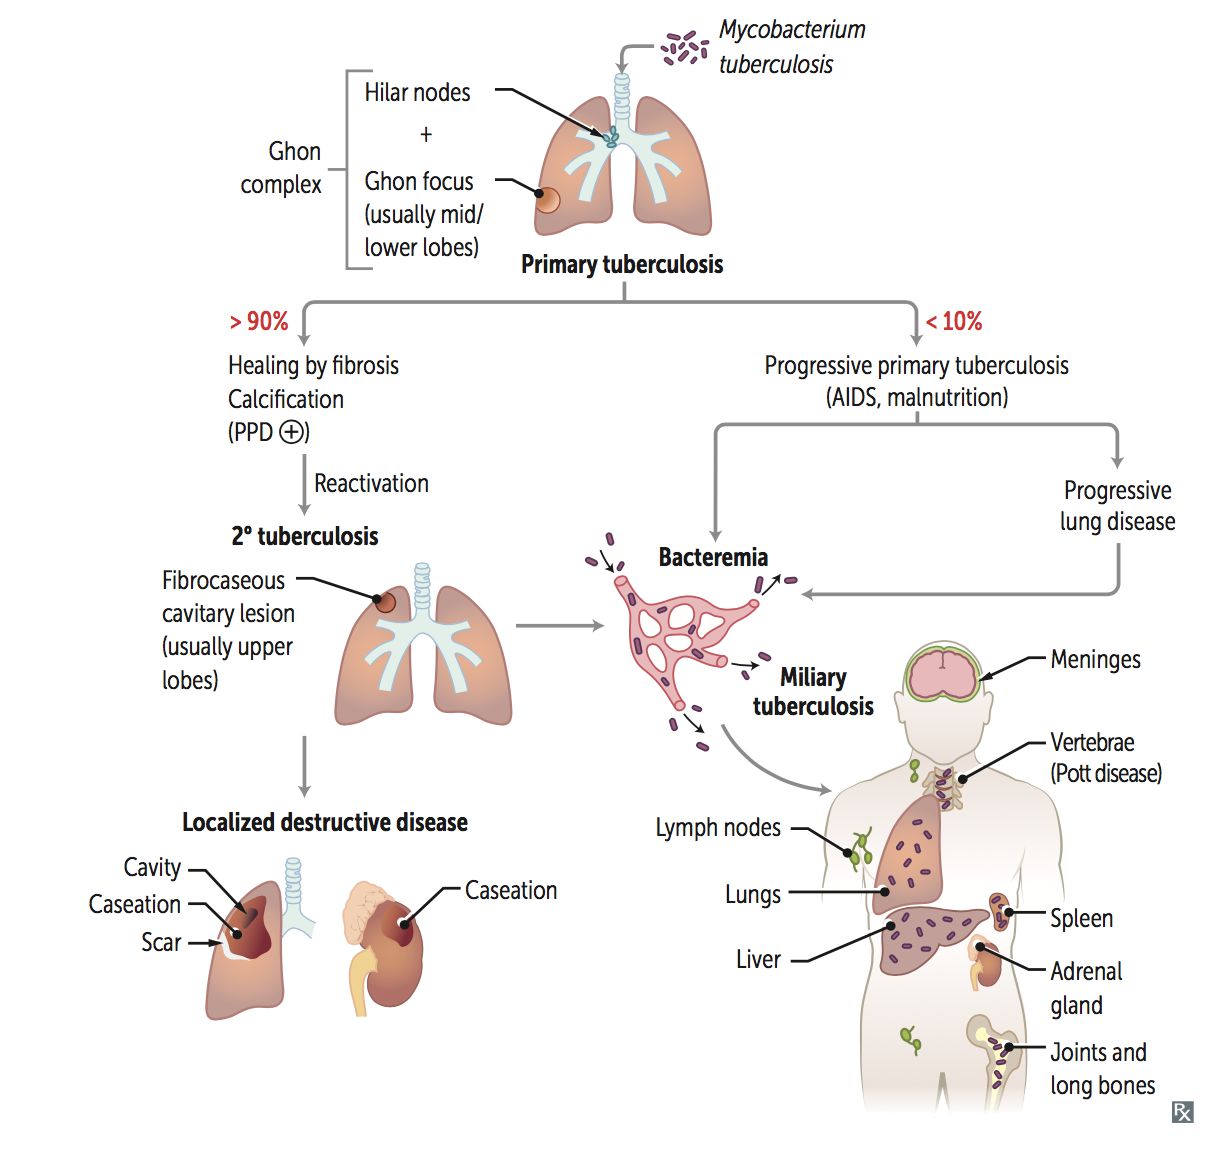 Mycobacterium
tuberculosis
Hilar nodes
+
Ghon
complex
Ghon focus
(usually mid/
lower lobes)
Primary tuberculosis
> 90%
< 10%
Healing by fibrosis
Calcification
(PPD ⊕)
Progressive primary tuberculosis
(AIDS, malnutrition)
Reactivation
Progressive
lung disease
2° tuberculosis
Bacteremia
Fibrocaseous
cavitary lesion
(usually upper
lobes)
Miliary
tuberculosis
Meninges
Vertebrae
(Pott disease)
Localized destructive disease
Lymph nodes
Cavity
Caseation
Scar
Caseation
Lungs
Liver
Spleen
Adrenal
gland
Joints and
long bones
Rx